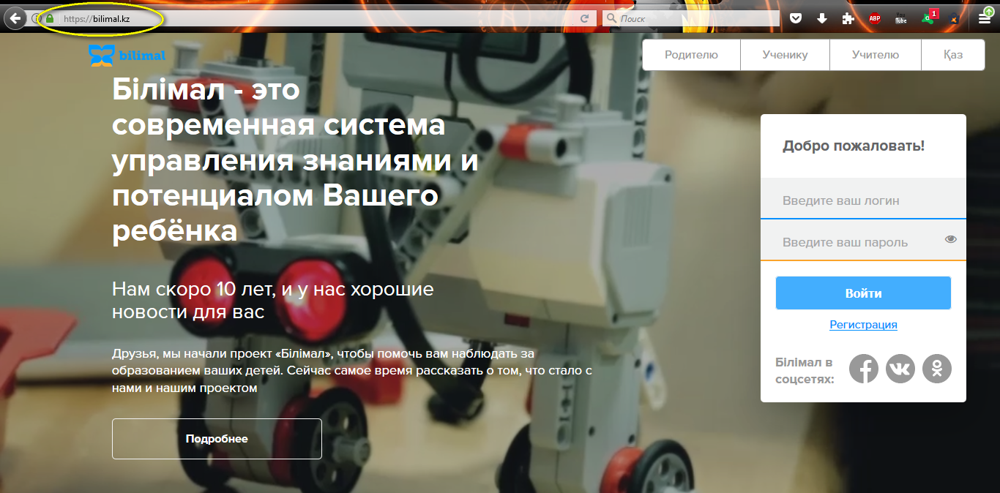 https://bilimal.kz
Поиск
ABP
You
Tube
1
bilimal
Родителю
Ученику
Учителю
Қаз
Білімал - это
современная система
управления знаниями и
потенциалом Вашего
ребёнка
Нам скоро 10 лет, и у нас хорошие
новости для вас
Друзья, мы начали проект «Білімал», чтобы помочь вам наблюдать за
образованием ваших детей. Сейчас самое время рассказать о том, что стало с
нами и нашим проектом
Подробнее
Добро пожаловать!
Введите ваш логин
Введите ваш пароль
Войти
Регистрация
Білімал в
соцсетях: